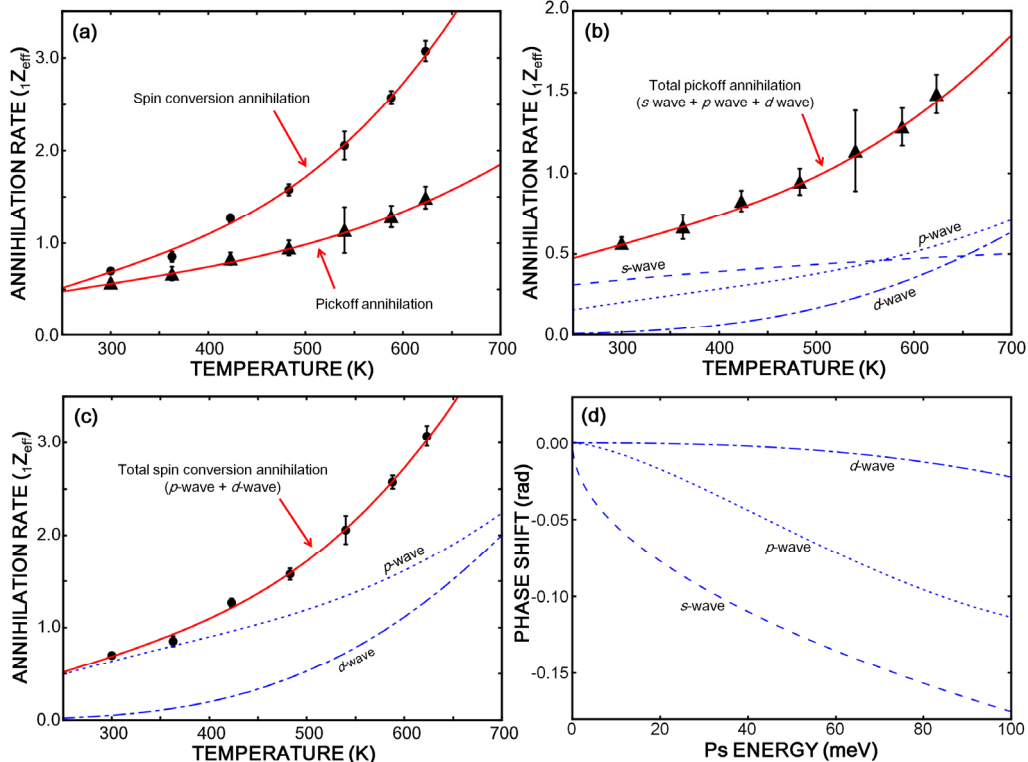 (a)
ANNIHILATION RATE (₁Zeff)
3.0
2.0
1.0
0.0
Spin conversion annihilation
Pickoff annihilation
300 400 500 600 700
TEMPERATURE (K)
(b)
ANNIHILATION RATE (₁Zeff)
2.0
1.5
1.0
0.5
0.0
Total pickoff annihilation
(s wave + p wave + d wave)
s-wave
p-wave
d-wave
300 400 500 600 700
TEMPERATURE (K)
(c)
ANNIHILATION RATE (₁Zeff)
3.0
2.0
1.0
0.0
Total spin conversion annihilation
(p-wave + d-wave)
p-wave
d-wave
300 400 500 600 700
TEMPERATURE (K)
(d)
PHASE SHIFT (rad)
0.00
-0.05
-0.10
-0.15
d-wave
p-wave
s-wave
0 20 40 60 80 100
Ps ENERGY (meV)